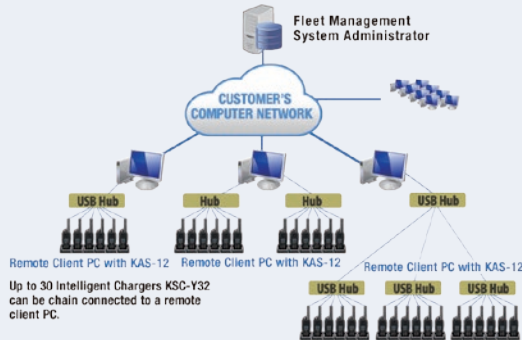 Fleet Management
System Administrator
CUSTOMER'S
COMPUTER NETWORK
USB Hub
Hub
Hub
USB Hub
Remote Client PC with KAS-12
Remote Client PC with KAS-12
Remote Client PC with KAS-12
Up to 30 Intelligent Chargers KSC-Y32
can be chain connected to a remote
client PC.
USB Hub
USB Hub
USB Hub